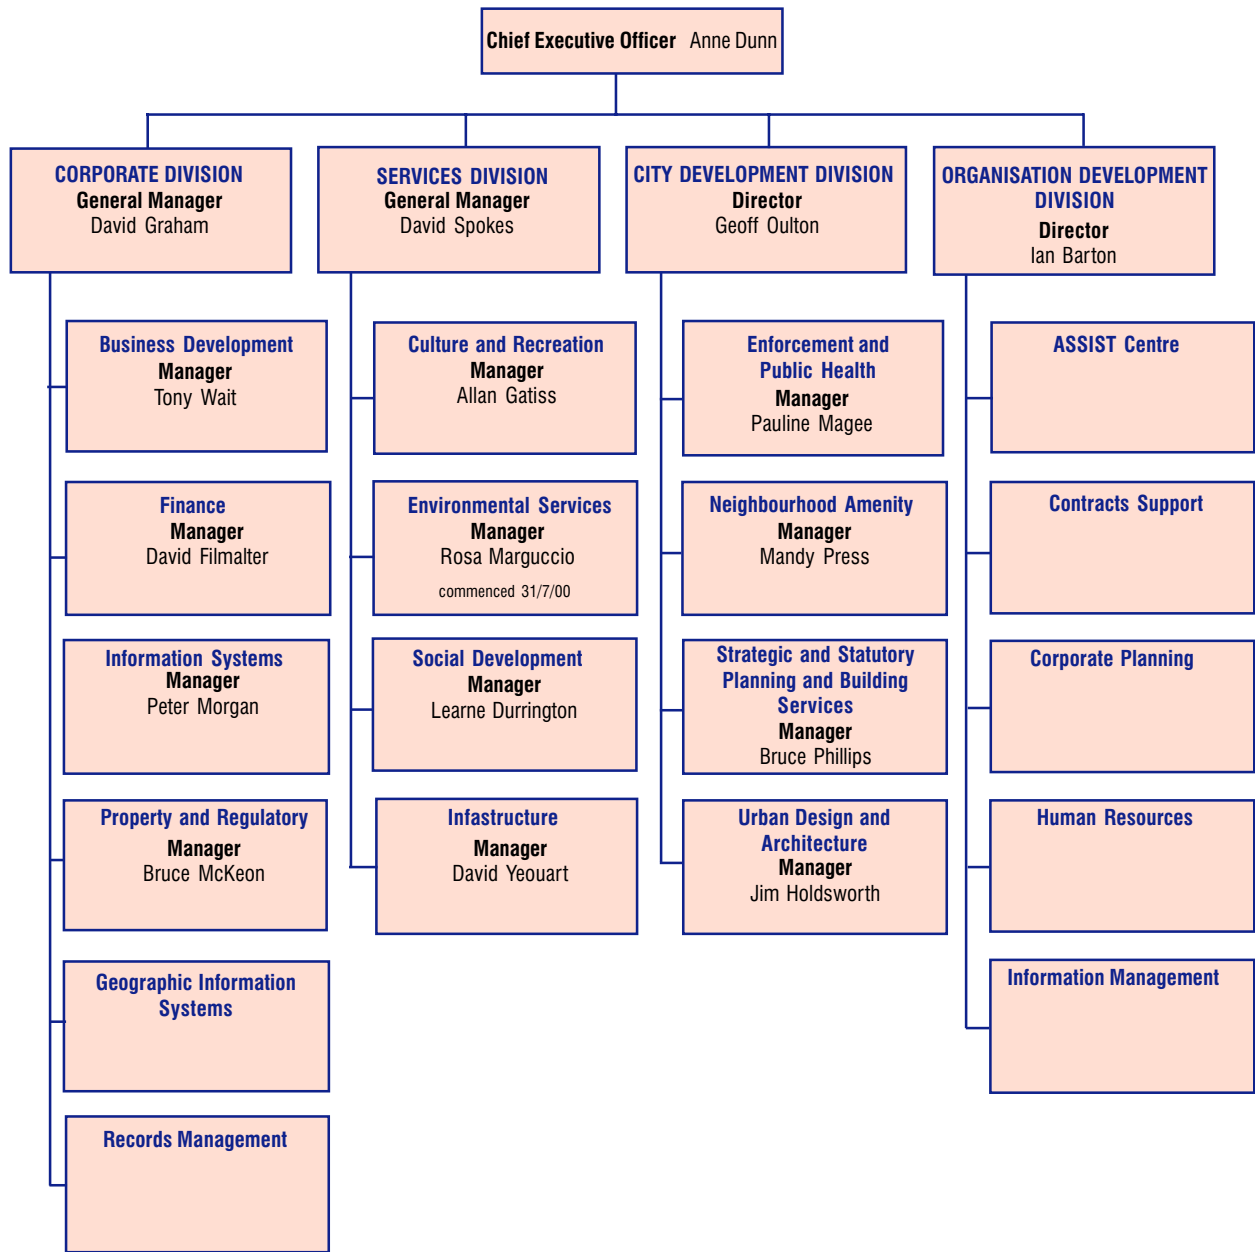 Chief Executive Officer Anne Dunn
CORPORATE DIVISION
General Manager
David Graham
SERVICES DIVISION
General Manager
David Spokes
CITY DEVELOPMENT DIVISION
Director
Geoff Oulton
ORGANISATION DEVELOPMENT
DIVISION
Director
Ian Barton
Business Development
Manager
Tony Wait
Finance
Manager
David Filmalter
Information Systems
Manager
Peter Morgan
Property and Regulatory
Manager
Bruce McKeon
Geographic Information
Systems
Records Management
Culture and Recreation
Manager
Allan Gatiss
Environmental Services
Manager
Rosa Marguccio
commenced 31/7/00
Social Development
Manager
Learne Durrington
Infastructure
Manager
David Yeouart
Enforcement and
Public Health
Manager
Pauline Magee
Neighbourhood Amenity
Manager
Mandy Press
Strategic and Statutory
Planning and Building
Services
Manager
Bruce Phillips
Urban Design and
Architecture
Manager
Jim Holdsworth
ASSIST Centre
Contracts Support
Corporate Planning
Human Resources
Information Management